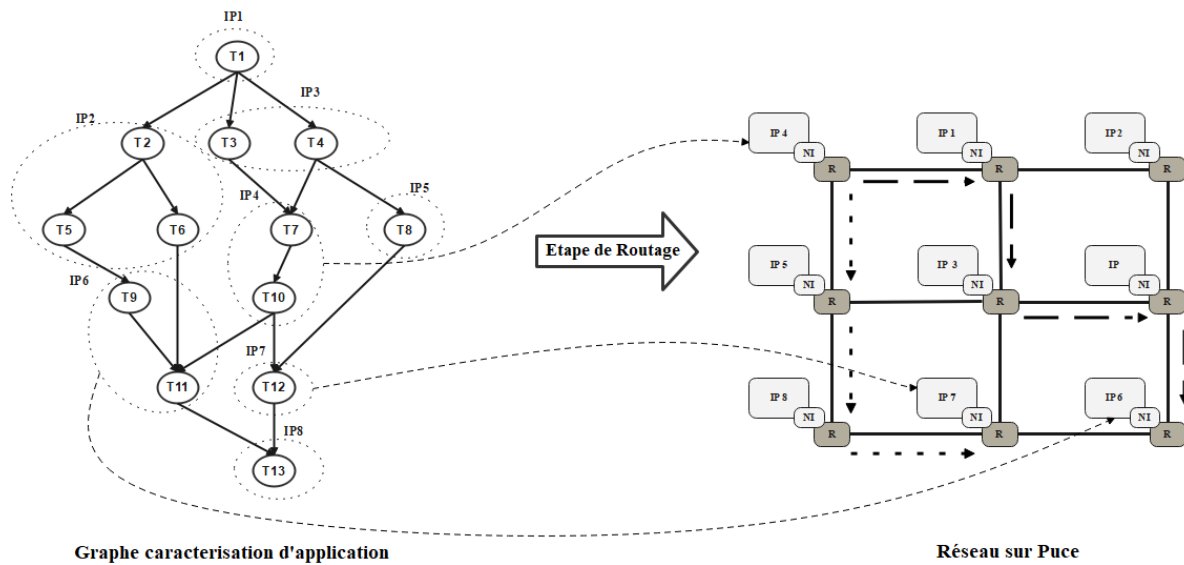 IP1
T1
IP3
IP2
T2
T3
T4
IP4
IP5
T5
T6
T7
T8
IP6
T9
T10
IP7
T11
T12
IP8
T13
Graphe caracterisation d'application
Etape de Routage
IP 4
NI
R
IP 1
NI
R
IP 2
NI
R
IP 5
NI
R
IP 3
NI
R
IP
NI
R
IP 8
NI
R
IP 7
NI
R
IP6
NI
R
Réseau sur Puce